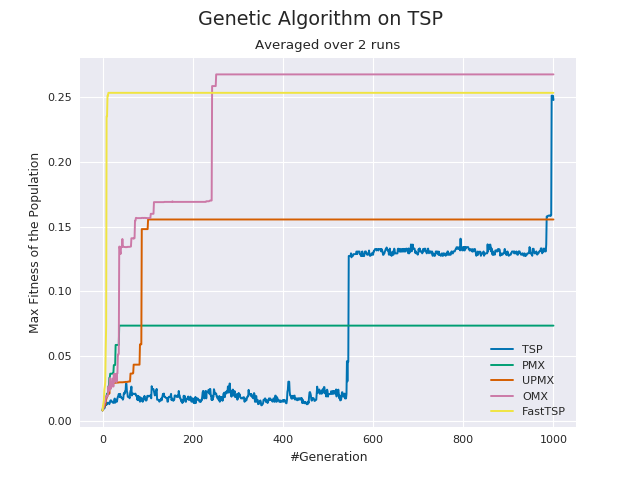 Genetic Algorithm on TSP
Averaged over 2 runs
Max Fitness of the Population
0.25
0.20
0.15
0.10
0.05
0.00
0
200
400
600
800
1000
#Generation
TSP
PMX
UPMX
OMX
FastTSP